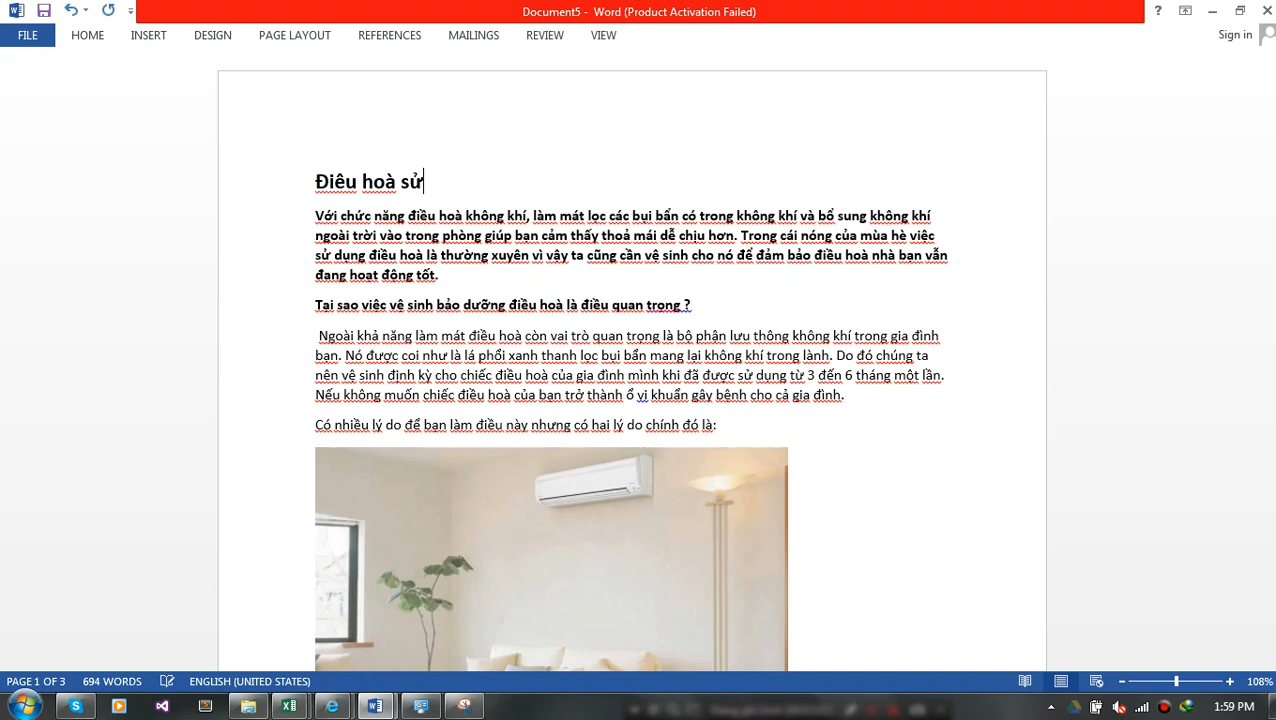 Document5 - Word (Product Activation Failed)
FILE HOME INSERT DESIGN PAGE LAYOUT REFERENCES MAILINGS REVIEW VIEW Sign in
Điêu hoà sử
Với chức năng điều hoà không khí, làm mát lọc các bụi bẩn có trong không khí và bổ sung không khí
ngoài trời vào trong phòng giúp bạn cảm thấy thoả mái dễ chịu hơn. Trong cái nóng của mùa hè việc
sử dụng điều hoà là thường xuyên vì vậy ta cũng cần vệ sinh cho nó để đảm bảo điều hoà nhà bạn vẫn
đang hoạt động tốt.
Tại sao việc vệ sinh bảo dưỡng điều hoà là điều quan trọng ?
Ngoài khả năng làm mát điều hoà còn vai trò quan trọng là bộ phận lưu thông không khí trong gia đình
bạn. Nó được coi như là lá phổi xanh thanh lọc bụi bẩn mang lại không khí trong lành. Do đó chúng ta
nên vệ sinh định kỳ cho chiếc điều hoà của gia đình mình khi đã được sử dụng từ 3 đến 6 tháng một lần.
Nếu không muốn chiếc điều hoà của bạn trở thành ổ vi khuẩn gây bệnh cho cả gia đình.
Có nhiều lý do để bạn làm điều này nhưng có hai lý do chính đó là:
PAGE 1 OF 3 694 WORDS ENGLISH (UNITED STATES) 108%
1:59 PM